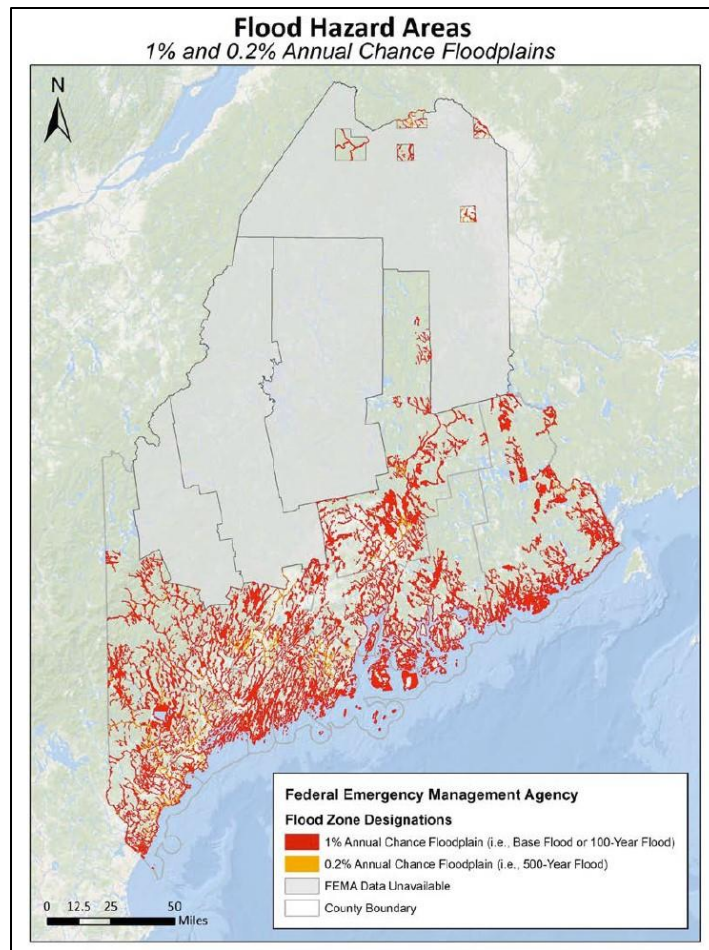 Flood Hazard Areas
1% and 0.2% Annual Chance Floodplains
N
Federal Emergency Management Agency
Flood Zone Designations
1% Annual Chance Floodplain (i.e., Base Flood or 100-Year Flood)
0.2% Annual Chance Floodplain (i.e., 500-Year Flood)
FEMA Data Unavailable
County Boundary
0 12.5 25 50
Miles